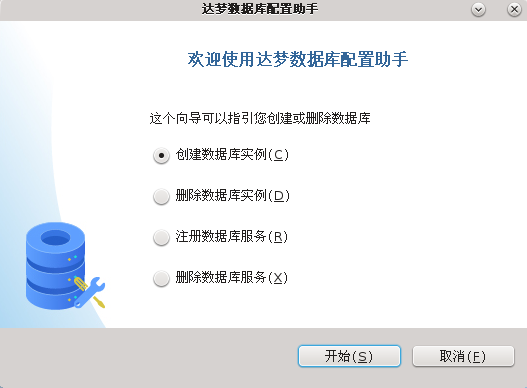 达梦数据库配置助手
欢迎使用达梦数据库配置助手
这个向导可以指引您创建或删除数据库
创建数据库实例(C)
删除数据库实例(D)
注册数据库服务(R)
删除数据库服务(X)
开始(S)
取消(F)